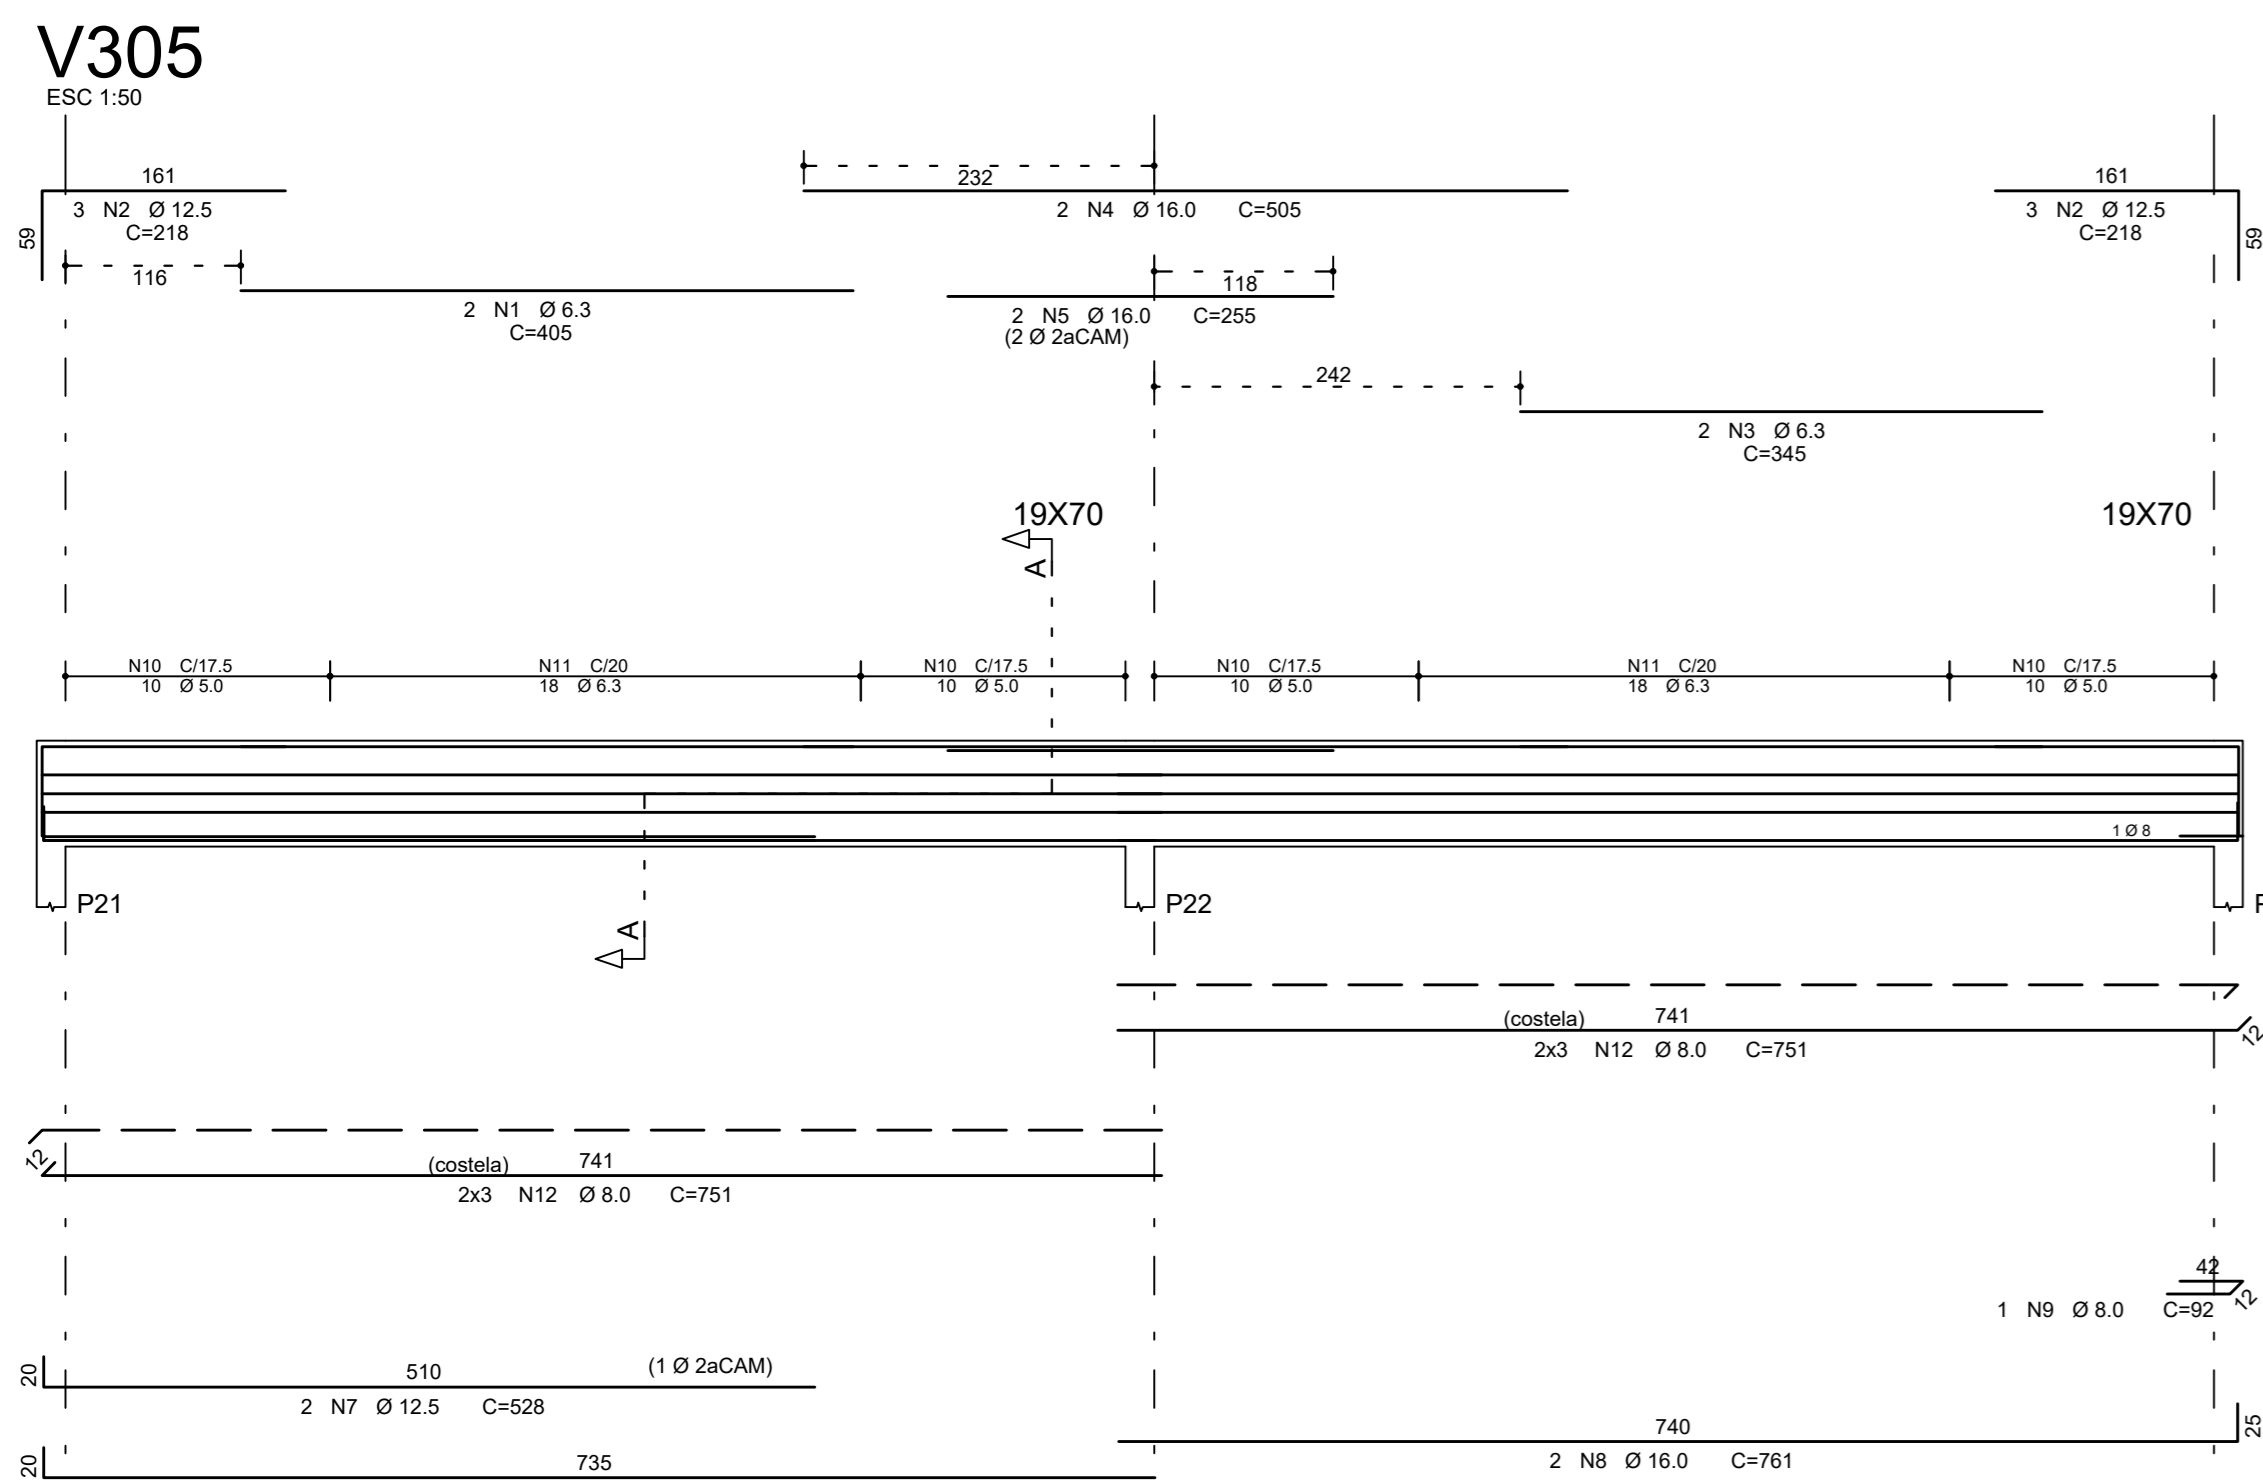 V305
ESC 1:50
161
3 N2 Ø 12.5
C=218
59
116
232
2 N4 Ø 16.0 C=505
161
3 N2 Ø 12.5
C=218
59
2 N1 Ø 6.3
C=405
118
2 N5 Ø 16.0 C=255
(2 Ø 2aCAM)
242
2 N3 Ø 6.3
C=345
19X70
19X70
A
N10 C/17.5
10 Ø 5.0
N11 C/20
18 Ø 6.3
N10 C/17.5
10 Ø 5.0
N10 C/17.5
10 Ø 5.0
N11 C/20
18 Ø 6.3
N10 C/17.5
10 Ø 5.0
1 Ø 8
P21
P22
P
A
(costela) 741
2x3 N12 Ø 8.0 C=751
12
12
(costela) 741
2x3 N12 Ø 8.0 C=751
42
1 N9 Ø 8.0 C=92
12
20
510
(1 Ø 2aCAM)
2 N7 Ø 12.5 C=528
740
25
2 N8 Ø 16.0 C=761
20
735